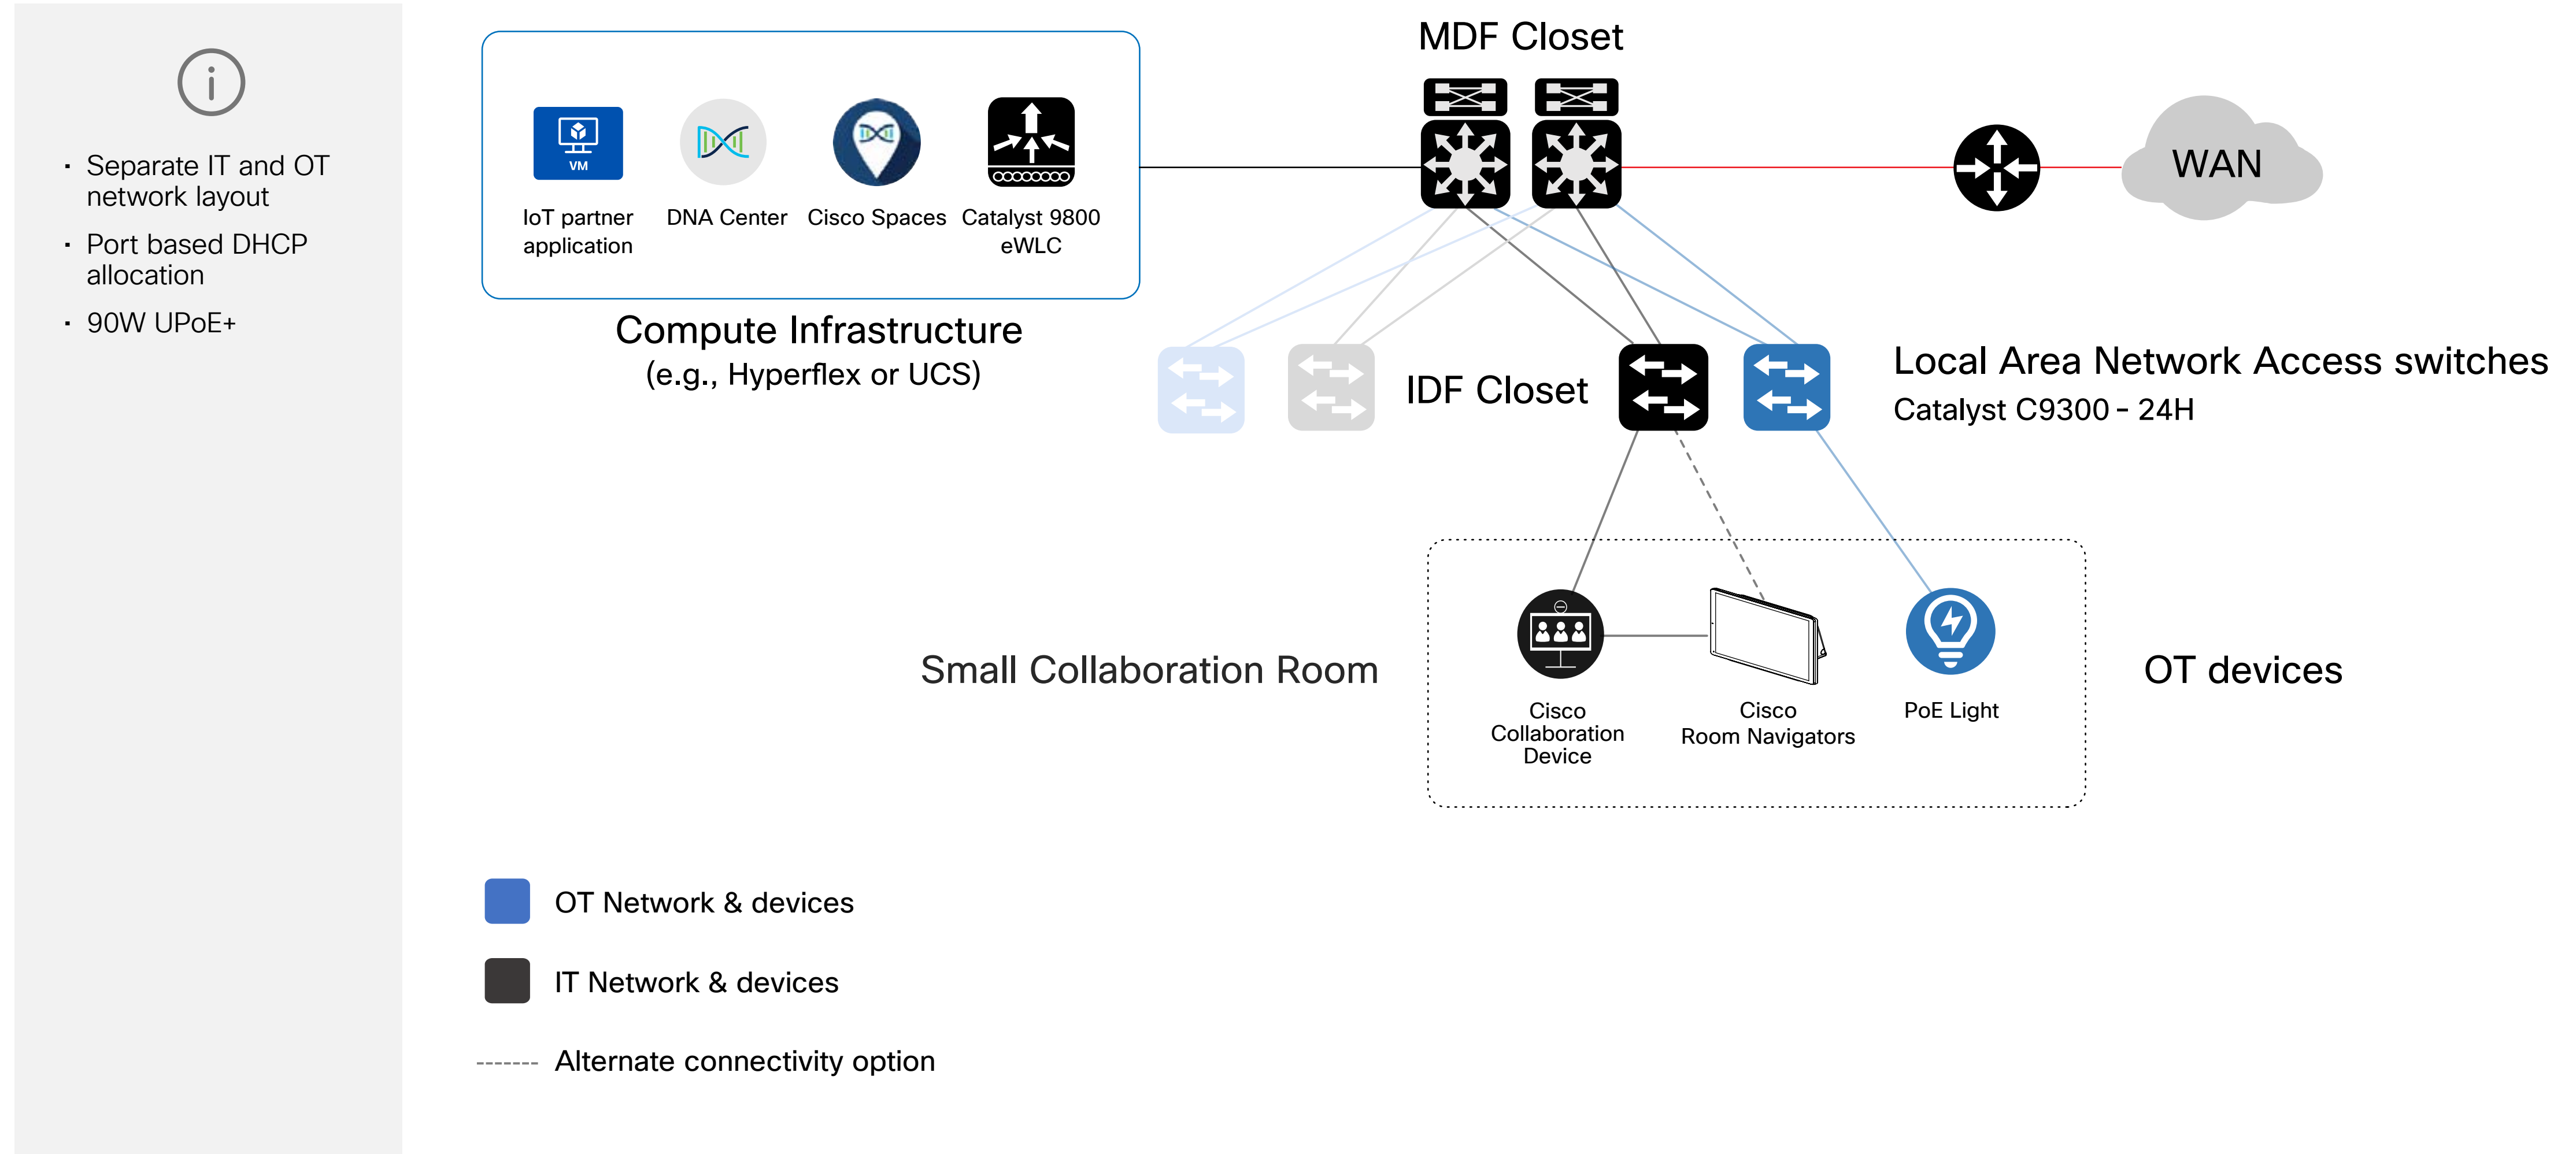 Separate IT and OT
network layout
Port based DHCP
allocation
90W UPoE+
VM
IoT partner
application
DNA Center
Cisco Spaces
Catalyst 9800
eWLC
Compute Infrastructure
(e.g., Hyperflex or UCS)
MDF Closet
WAN
IDF Closet
Local Area Network Access switches
Catalyst C9300 - 24H
Small Collaboration Room
Cisco
Collaboration
Device
Cisco
Room Navigators
PoE Light
OT devices
OT Network & devices
IT Network & devices
Alternate connectivity option